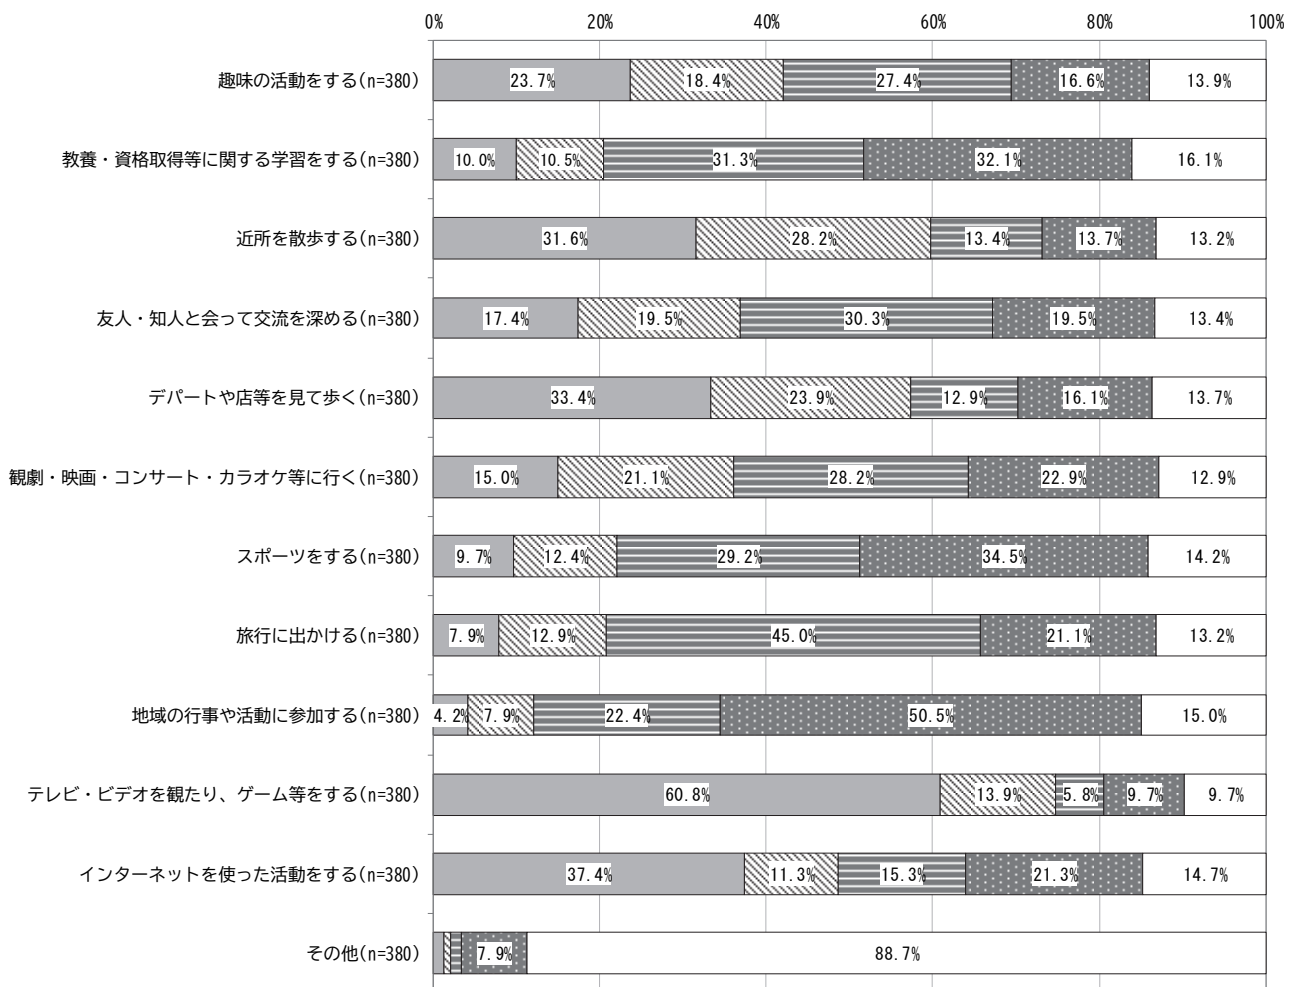 0% 20% 40% 60% 80% 100%
趣味の活動をする(n=380) 23.7% 18.4% 27.4% 16.6% 13.9%
教養・資格取得等に関する学習をする(n=380) 10.0% 10.5% 31.3% 32.1% 16.1%
近所を散歩する(n=380) 31.6% 28.2% 13.4% 13.7% 13.2%
友人・知人と会って交流を深める(n=380) 17.4% 19.5% 30.3% 19.5% 13.4%
デパートや店等を見て歩く(n=380) 33.4% 23.9% 12.9% 16.1% 13.7%
観劇・映画・コンサート・カラオケ等に行く(n=380) 15.0% 21.1% 28.2% 22.9% 12.9%
スポーツをする(n=380) 9.7% 12.4% 29.2% 34.5% 14.2%
旅行に出かける(n=380) 7.9% 12.9% 45.0% 21.1% 13.2%
地域の行事や活動に参加する(n=380) 4.2% 7.9% 22.4% 50.5% 15.0%
テレビ・ビデオを観たり、ゲーム等をする(n=380) 60.8% 13.9% 5.8% 9.7% 9.7%
インターネットを使った活動をする(n=380) 37.4% 11.3% 15.3% 21.3% 14.7%
その他(n=380) 7.9% 88.7%